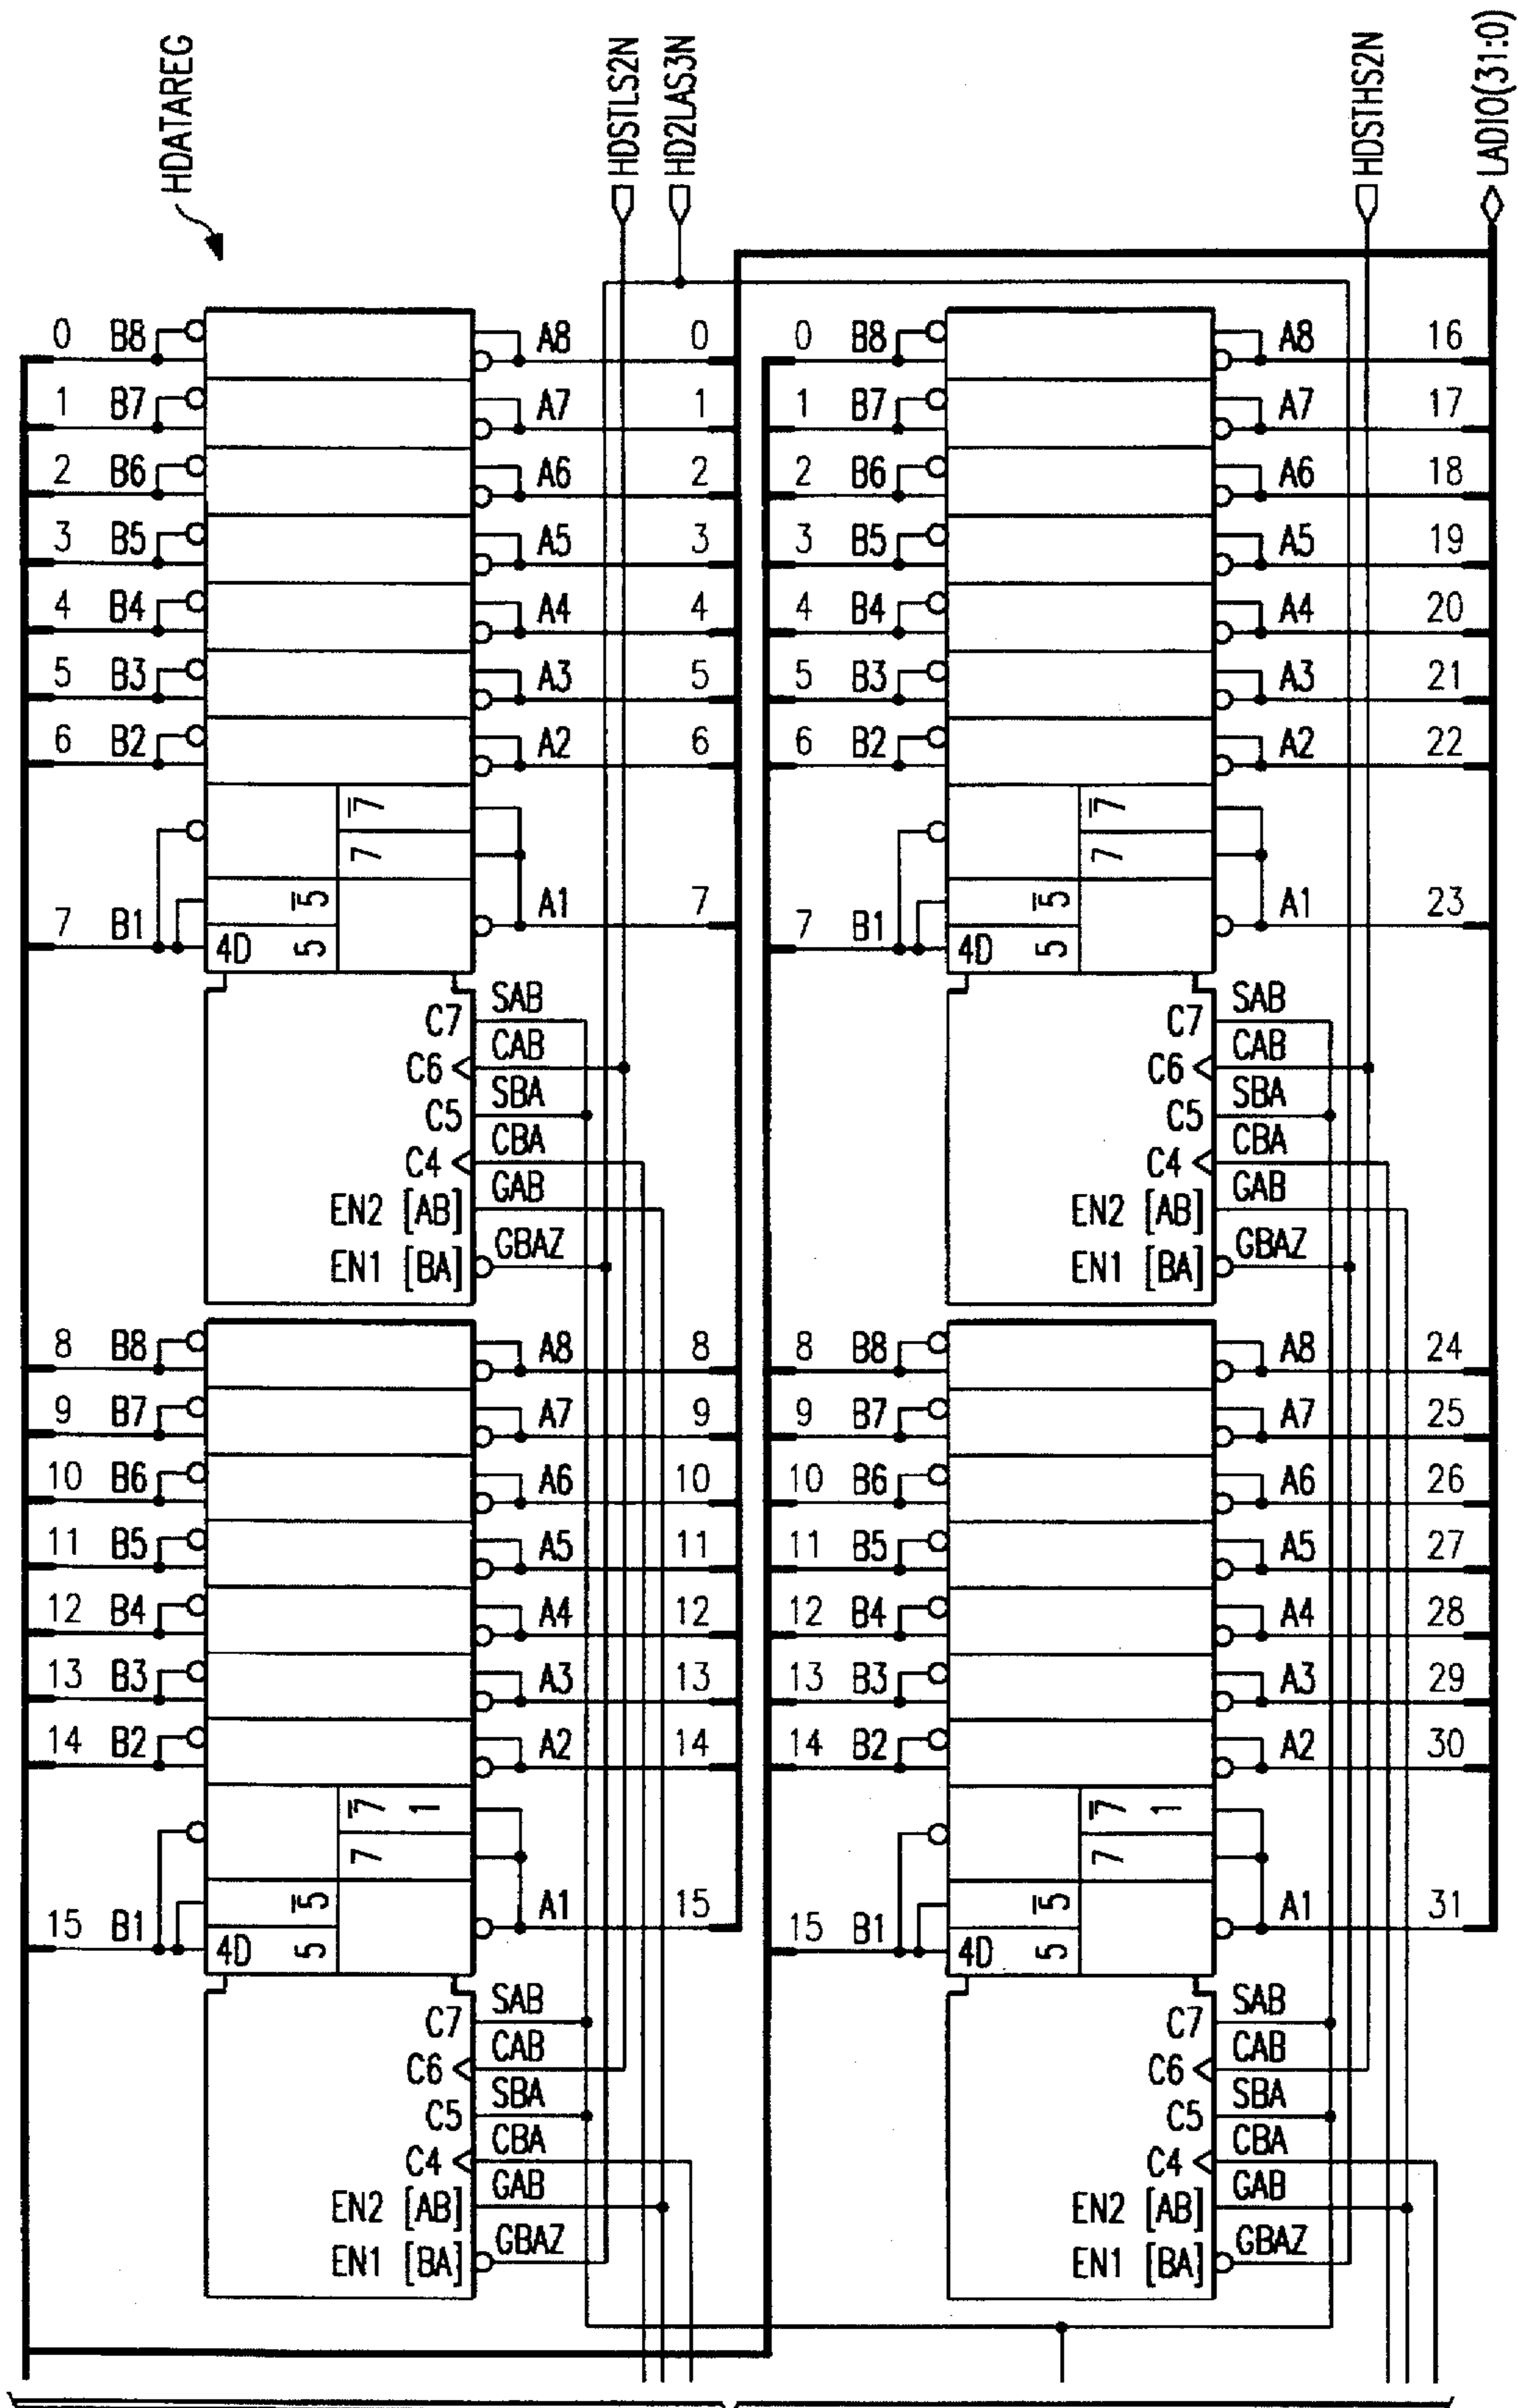 HDATAREG
HDSTLS2N
HD2LAS3N
HDSTHS2N
LADIO(31:0)
0 B8 A8 0
1 B7 A7 1
2 B6 A6 2
3 B5 A5 3
4 B4 A4 4
5 B3 A3 5
6 B2 A2 6
7̅
7
7 B1 5̅ A1 7
4D 5
C7 SAB
C6 CAB
C5 SBA
C4 CBA
EN2 [AB] GAB
EN1 [BA] GBAZ
8 B8 A8 8
9 B7 A7 9
10 B6 A6 10
11 B5 A5 11
12 B4 A4 12
13 B3 A3 13
14 B2 A2 14
7̅ 1
7
15 B1 5̅ A1 15
4D 5
C7 SAB
C6 CAB
C5 SBA
C4 CBA
EN2 [AB] GAB
EN1 [BA] GBAZ
0 B8 A8 16
1 B7 A7 17
2 B6 A6 18
3 B5 A5 19
4 B4 A4 20
5 B3 A3 21
6 B2 A2 22
7̅
7
7 B1 5̅ A1 23
4D 5
C7 SAB
C6 CAB
C5 SBA
C4 CBA
EN2 [AB] GAB
EN1 [BA] GBAZ
8 B8 A8 24
9 B7 A7 25
10 B6 A6 26
11 B5 A5 27
12 B4 A4 28
13 B3 A3 29
14 B2 A2 30
7̅ 1
7
15 B1 5̅ A1 31
4D 5
C7 SAB
C6 CAB
C5 SBA
C4 CBA
EN2 [AB] GAB
EN1 [BA] GBAZ